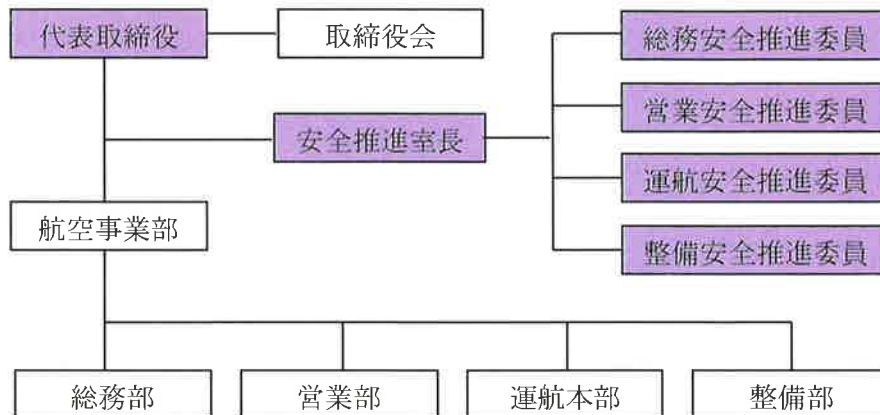 代表取締役
取締役会
総務安全推進委員
営業安全推進委員
安全推進室長
運航安全推進委員
航空事業部
整備安全推進委員
総務部
営業部
運航本部
整備部